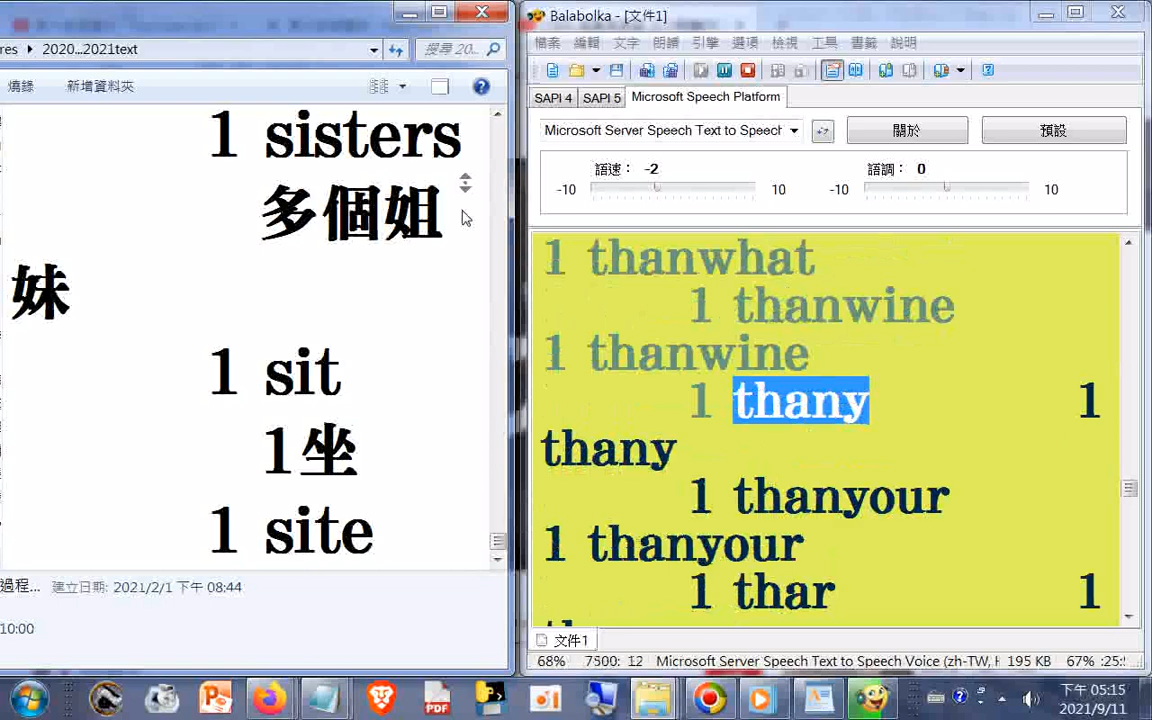 res ▸ 2020...2021text
搜尋 20...
燒錄 新增資料夾
1 sisters
多個姐
妹
1 sit
1坐
1 site
過程... 建立日期: 2021/2/1 下午 08:44
10:00
Balabolka - [文件1]
檔案 編輯 文字 朗讀 引擎 選項 檢視 工具 書籤 說明
SAPI 4 SAPI 5 Microsoft Speech Platform
Microsoft Server Speech Text to Speech 關於 預設
語速： -2 語調： 0
-10 10 -10 10
1 thanwhat
1 thanwine
1 thanwine
1 thany 1
thany
1 thanyour
1 thanyour
1 thar 1
文件1
68% 7500: 12 Microsoft Server Speech Text to Speech Voice (zh-TW, H 195 KB 67% :25:
下午 05:15
2021/9/11